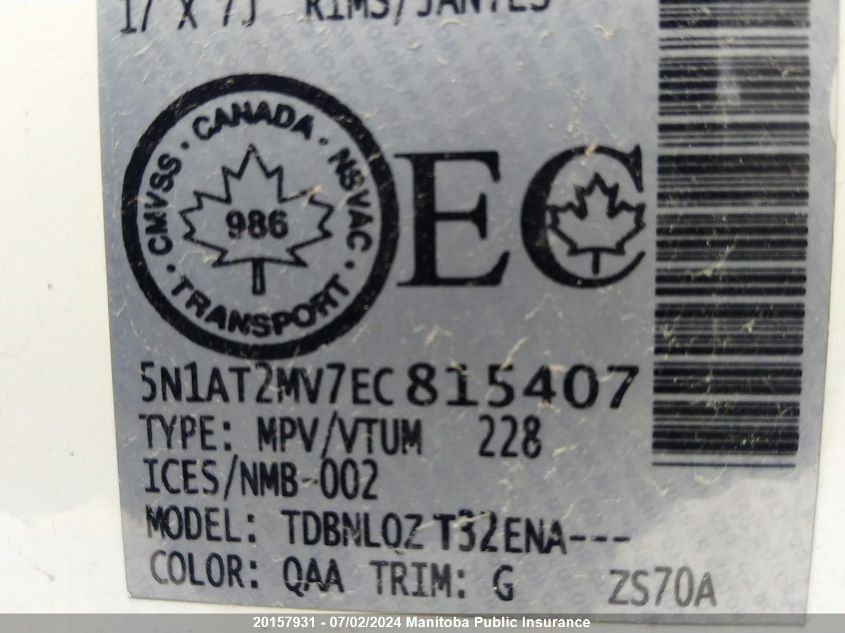 17 X 7J RIMS/JANTES
CMVSS · CANADA · NSVAC · TRANSPORT ·
986
EC
5N1AT2MV7EC815407
TYPE: MPV/VTUM 228
ICES/NMB-002
MODEL: TDBNLQZ T32ENA---
COLOR: QAA TRIM: G ZS70A
20157931 - 07/02/2024 Manitoba Public Insurance